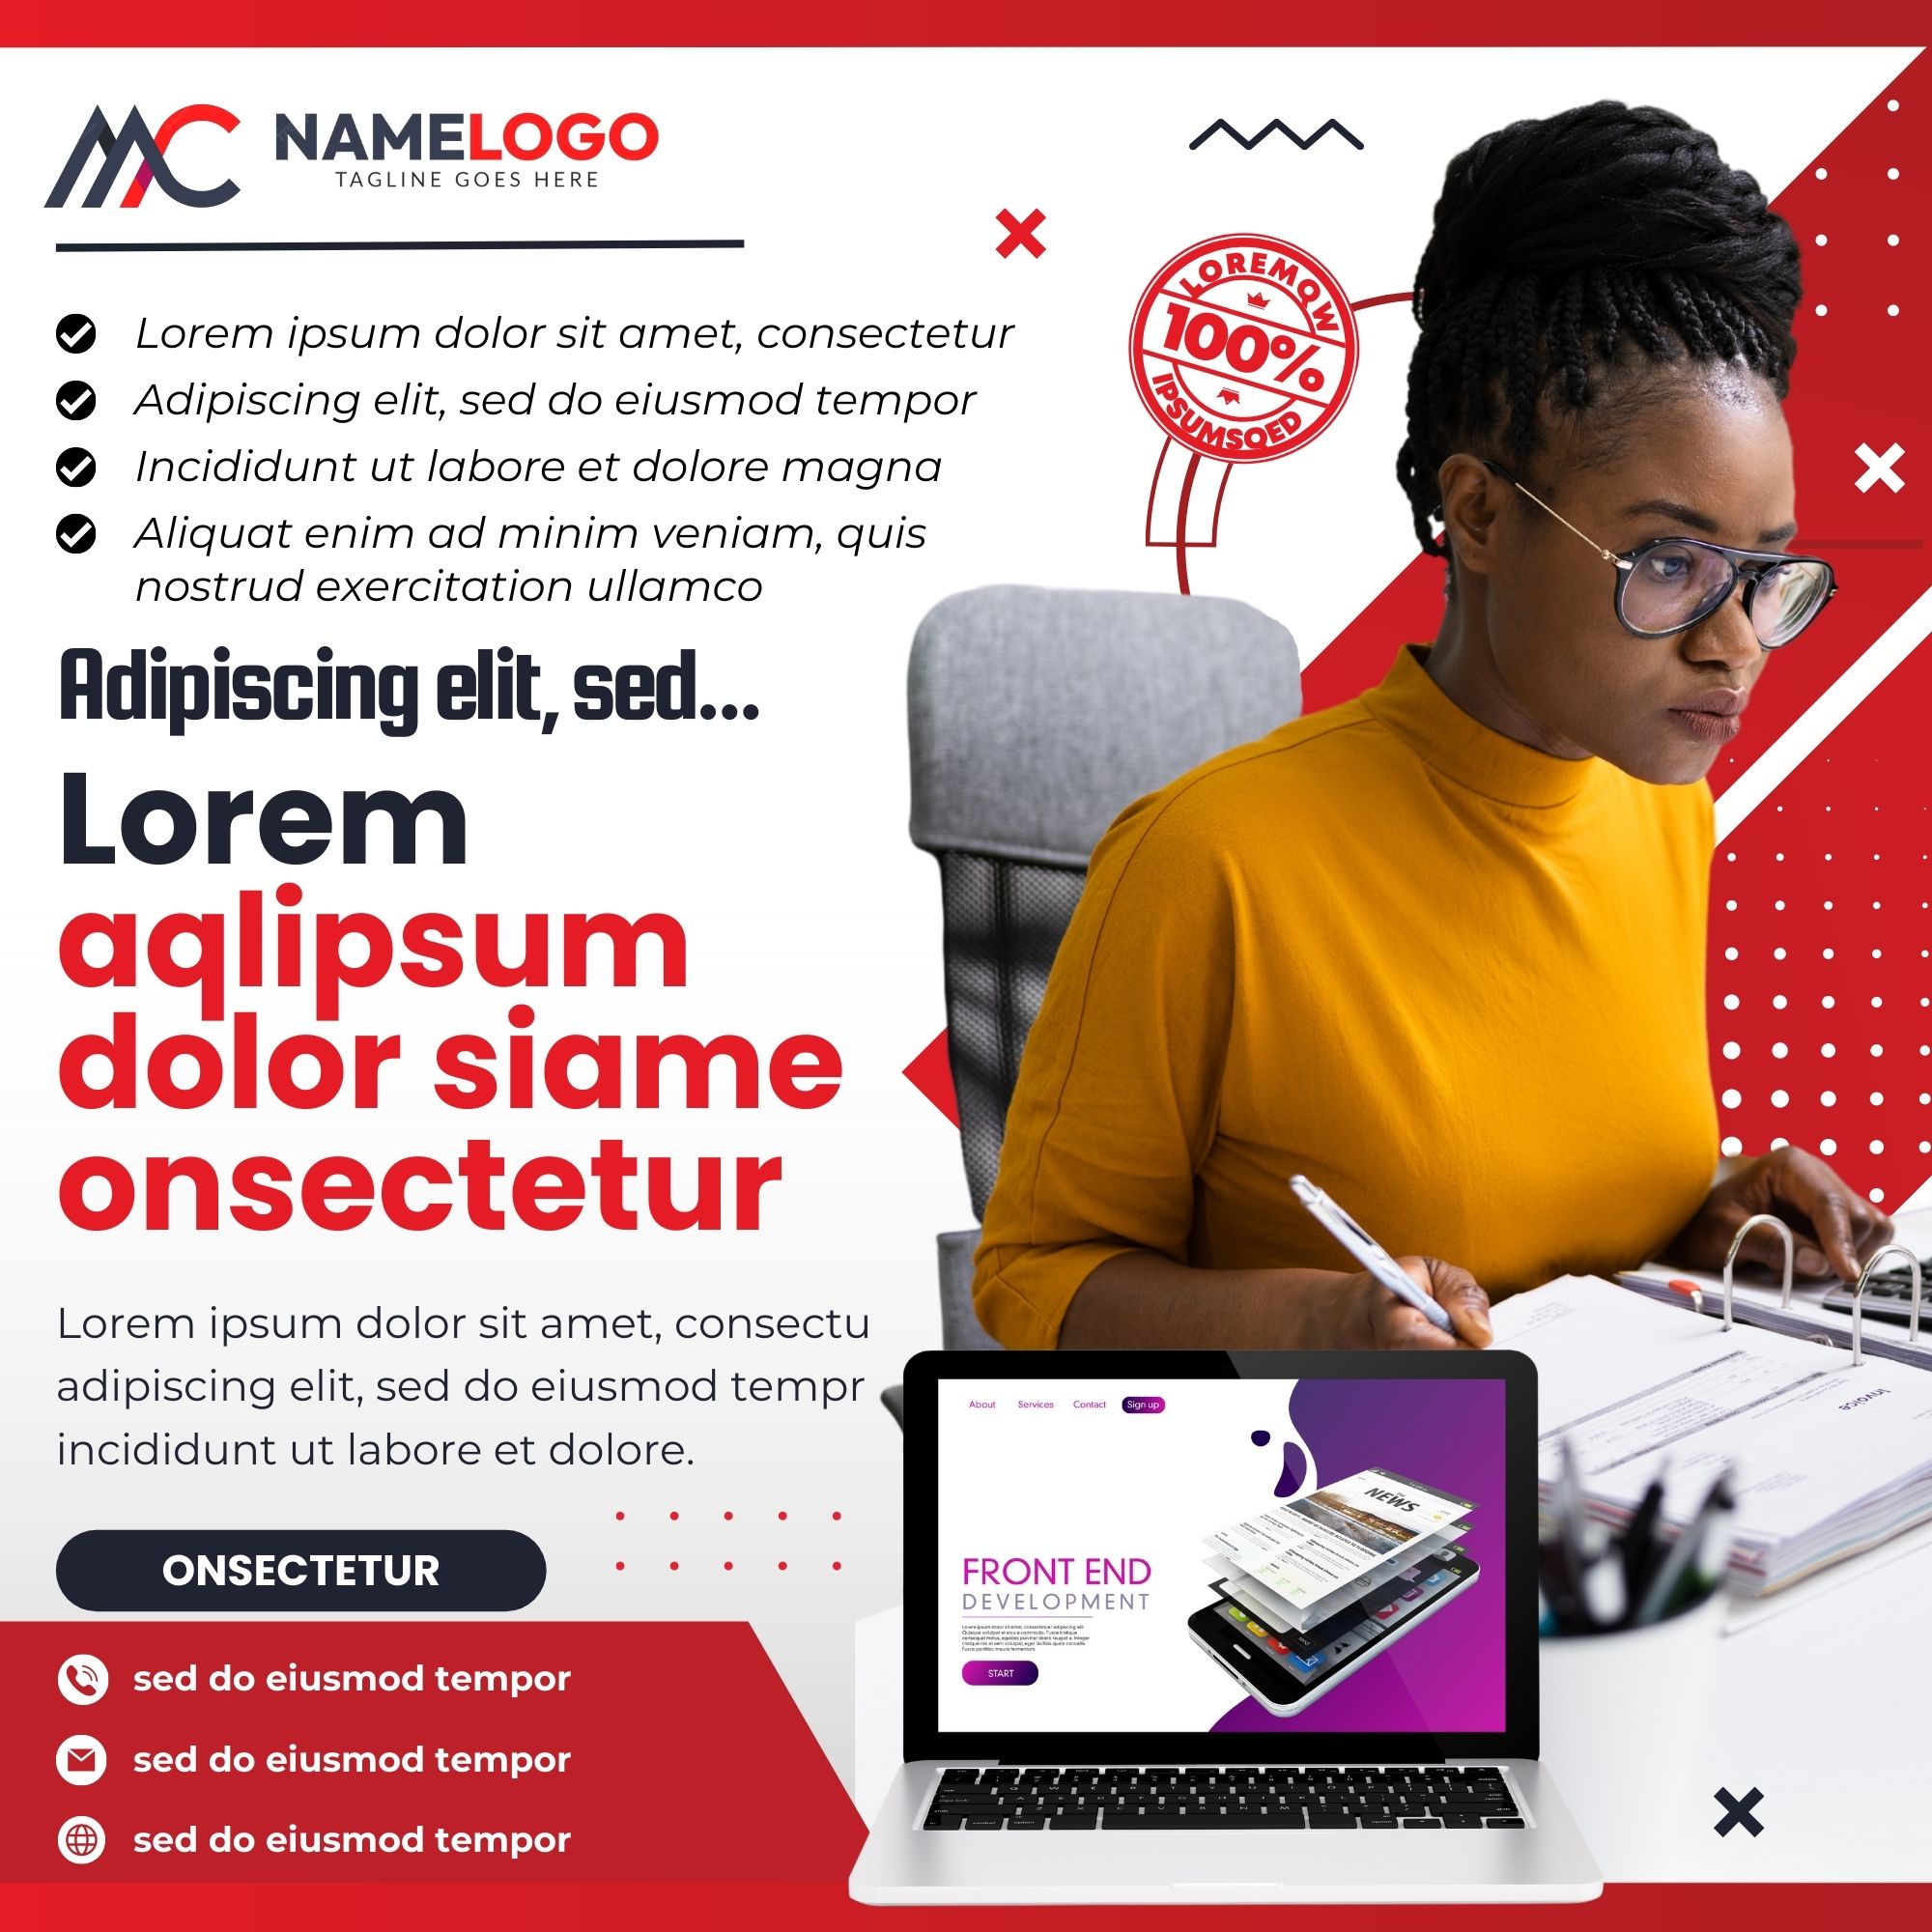 NAMELOGO
TAGLINE GOES HERE
Lorem ipsum dolor sit amet, consectetur
Adipiscing elit, sed do eiusmod tempor
Incididunt ut labore et dolore magna
Aliquat enim ad minim veniam, quis
nostrud exercitation ullamco
LOREMQW
100%
IPSUMSQED
Adipiscing elit, sed...
Lorem
aqlipsum
dolor siame
onsectetur
Lorem ipsum dolor sit amet, consectu
adipiscing elit, sed do eiusmod tempr
incididunt ut labore et dolore.
ONSECTETUR
sed do eiusmod tempor
sed do eiusmod tempor
sed do eiusmod tempor
About Services Contact Sign up
NEWS
FRONT END
DEVELOPMENT
START
Invoice